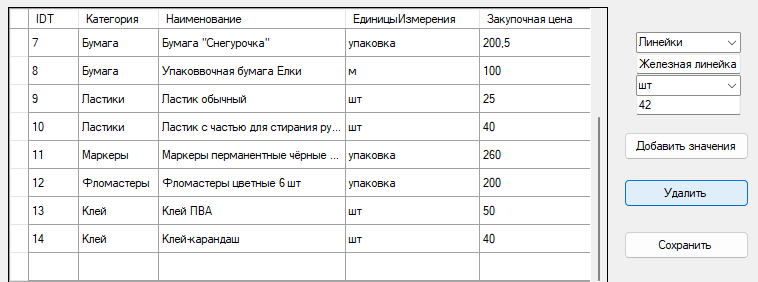 IDT Категория Наименование ЕдиницыИзмерения Закупочная цена
7 Бумага Бумага "Снегурочка" упаковка 200,5
8 Бумага Упаковвочная бумага Елки м 100
9 Ластики Ластик обычный шт 25
10 Ластики Ластик с частью для стирания ру... шт 40
11 Маркеры Маркеры перманентные чёрные ... упаковка 260
12 Фломастеры Фломастеры цветные 6 шт упаковка 200
13 Клей Клей ПВА шт 50
14 Клей Клей-карандаш шт 40
Линейки
Железная линейка
шт
42
Добавить значения
Удалить
Сохранить